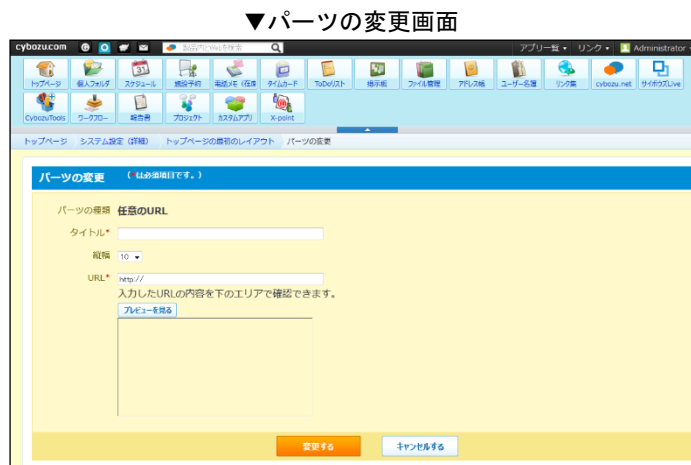 ▼パーツの変更画面
cybozu.com 製品内とWebを検索 アプリ一覧 リンク Administrator
トップページ 個人フォルダ スケジュール 施設予約 電話メモ（在席 タイムカード ToDoリスト 掲示板 ファイル管理 アドレス帳 ユーザー名簿 リンク集 cybozu.net サイボウズLive
CybozuTools ワークフロー 報告書 プロジェクト カスタムアプリ X-point
トップページ システム設定（詳細） トップページの最初のレイアウト パーツの変更
パーツの変更 （*は必須項目です。）
パーツの種類 任意のURL
タイトル*
縦幅 10
URL* http://
入力したURLの内容を下のエリアで確認できます。
プレビューを見る
変更する キャンセルする